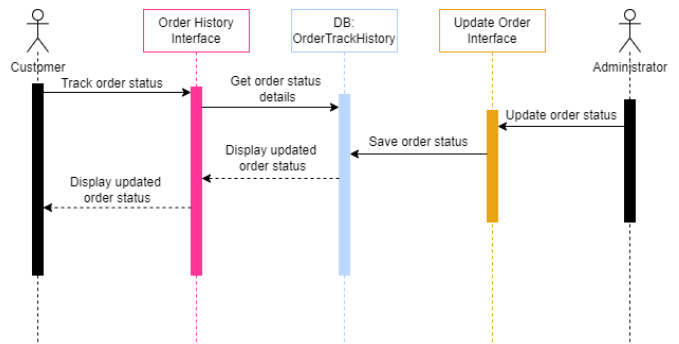 Order History
Interface
DB:
OrderTrackHistory
Update Order
Interface
Customer
Administrator
Track order status
Get order status
details
Update order status
Save order status
Display updated
order status
Display updated
order status